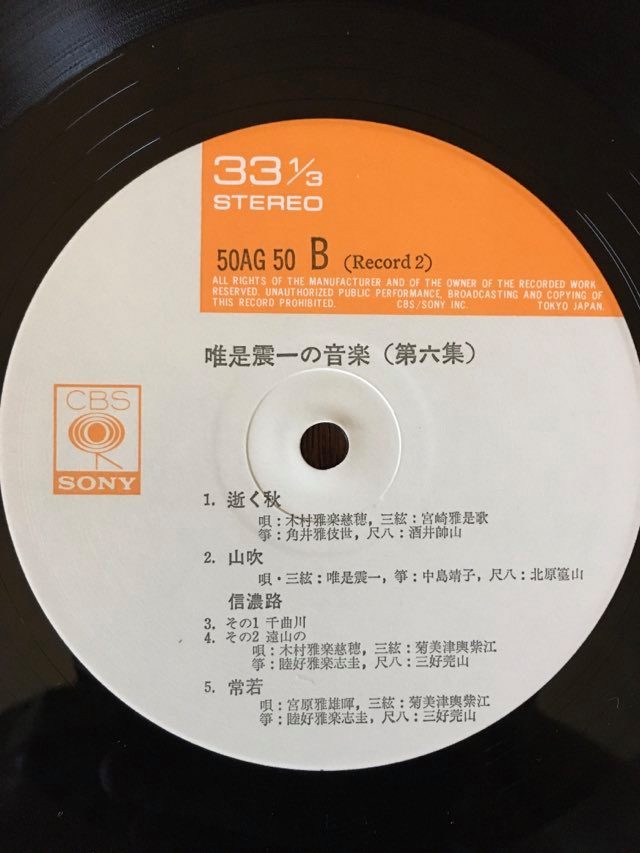 33 1/3
STEREO
50AG 50 B (Record 2)
ALL RIGHTS OF THE MANUFACTURER AND OF THE OWNER OF THE RECORDED WORK
RESERVED. UNAUTHORIZED PUBLIC PERFORMANCE, BROADCASTING AND COPYING OF
THIS RECORD PROHIBITED. CBS/SONY INC. TOKYO JAPAN.
唯是震一の音楽（第六集）
CBS
SONY
1. 逝く秋
唄：木村雅楽慈穂，三絃：宮崎雅是歌
箏：角井雅伎世，尺八：酒井帥山
2. 山吹
唄・三絃：唯是震一，箏：中島靖子，尺八：北原篁山
信濃路
3. その1 千曲川
4. その2 遠山の
唄：木村雅楽慈穂，三絃：菊美津興紫江
箏：睦好雅楽志圭，尺八：三好莞山
5. 常若
唄：宮原雅雄暉，三絃：菊美津興紫江
箏：睦好雅楽志圭，尺八：三好莞山